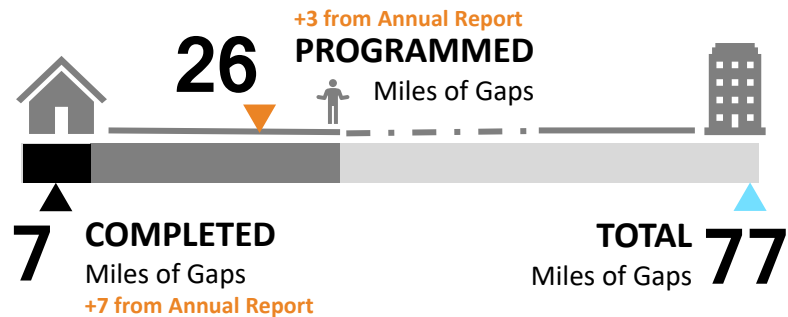 +3 from Annual Report
26 PROGRAMMED
Miles of Gaps
7 COMPLETED
Miles of Gaps
+7 from Annual Report
TOTAL 77
Miles of Gaps